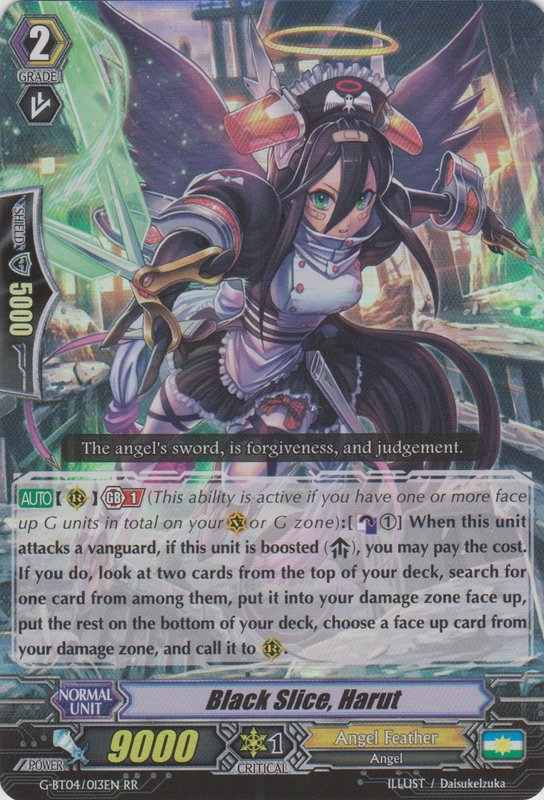 2
GRADE
SHIELD
5000
The angel's sword, is forgiveness, and judgement.
AUTO【 R 】GB 1 (This ability is active if you have one or more face
up G units in total on your V or G zone):[ ① ] When this unit
attacks a vanguard, if this unit is boosted ( ), you may pay the cost.
If you do, look at two cards from the top of your deck, search for
one card from among them, put it into your damage zone face up,
put the rest on the bottom of your deck, choose a face up card from
your damage zone, and call it to R .
NORMAL
UNIT
Black Slice, Harut
POWER
9000
1
CRITICAL
Angel Feather
Angel
G-BT04/013EN RR
ILLUST / DaisukeIzuka